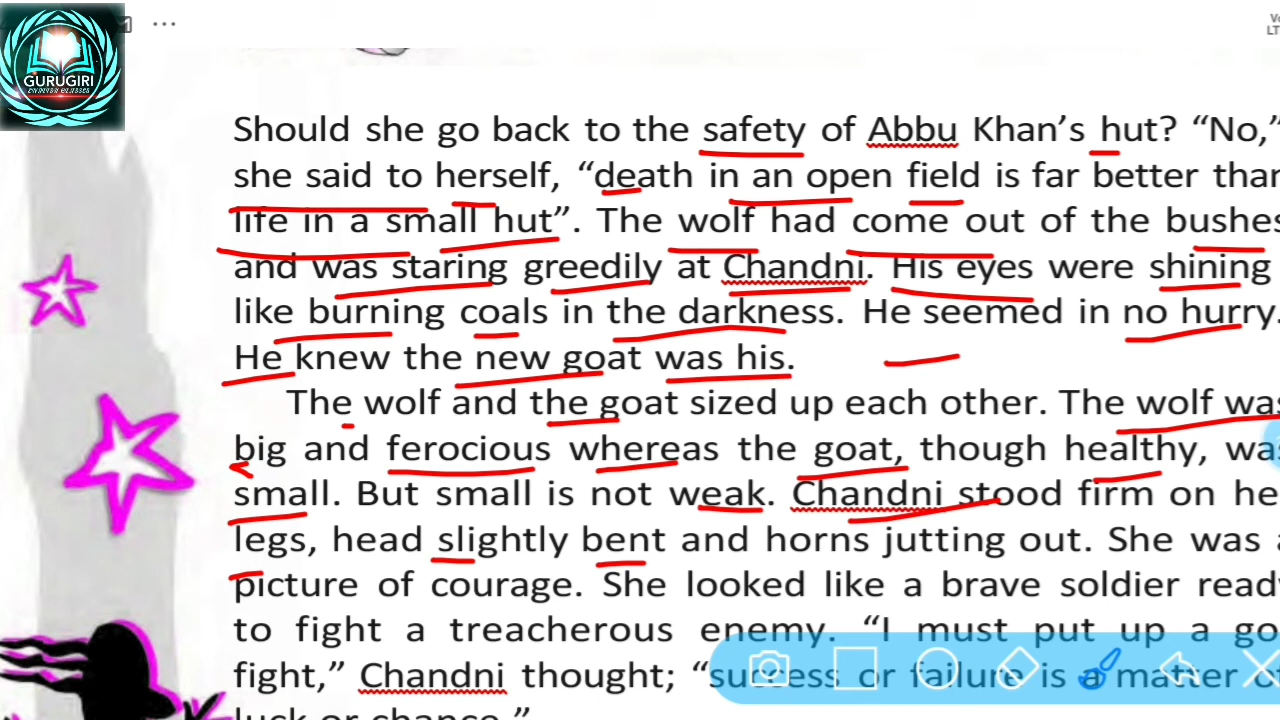 GURUGIRI
Should she go back to the safety of Abbu Khan's hut? “No,”
she said to herself, “death in an open field is far better than
life in a small hut”. The wolf had come out of the bushes
and was staring greedily at Chandni. His eyes were shining
like burning coals in the darkness. He seemed in no hurry.
He knew the new goat was his.
The wolf and the goat sized up each other. The wolf was
big and ferocious whereas the goat, though healthy, was
small. But small is not weak. Chandni stood firm on he
legs, head slightly bent and horns jutting out. She was a
picture of courage. She looked like a brave soldier ready
to fight a treacherous enemy. “I must put up a go
fight,” Chandni thought; “success or failure is a matter of
luck or chance.”